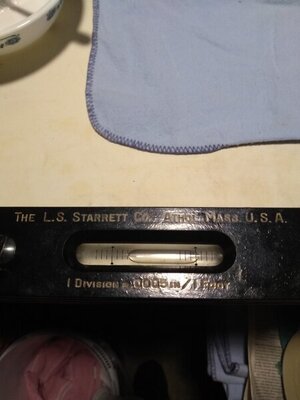 THE L.S. STARRETT CO. ATHOL, MASS. U.S.A.
1 DIVISION = .0005 IN / 1 FOOT